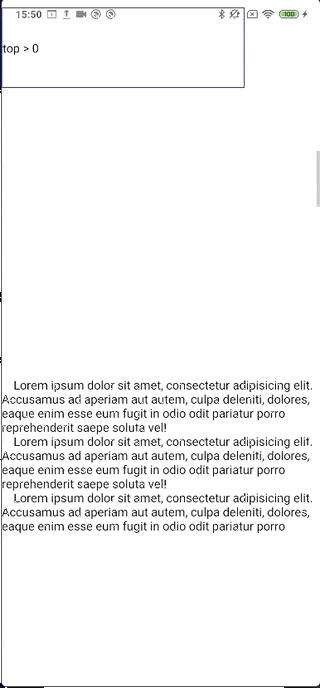 15:50
100
top > 0
Lorem ipsum dolor sit amet, consectetur adipisicing elit.
Accusamus ad aperiam aut autem, culpa deleniti, dolores,
eaque enim esse eum fugit in odio odit pariatur porro
reprehenderit saepe soluta vel!
Lorem ipsum dolor sit amet, consectetur adipisicing elit.
Accusamus ad aperiam aut autem, culpa deleniti, dolores,
eaque enim esse eum fugit in odio odit pariatur porro
reprehenderit saepe soluta vel!
Lorem ipsum dolor sit amet, consectetur adipisicing elit.
Accusamus ad aperiam aut autem, culpa deleniti, dolores,
eaque enim esse eum fugit in odio odit pariatur porro